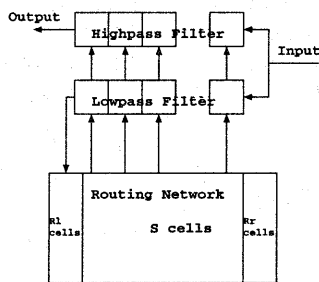 Output
Highpass Filter
Input
Lowpass Filter
Routing Network
S cells
Rl cells
Rr cells